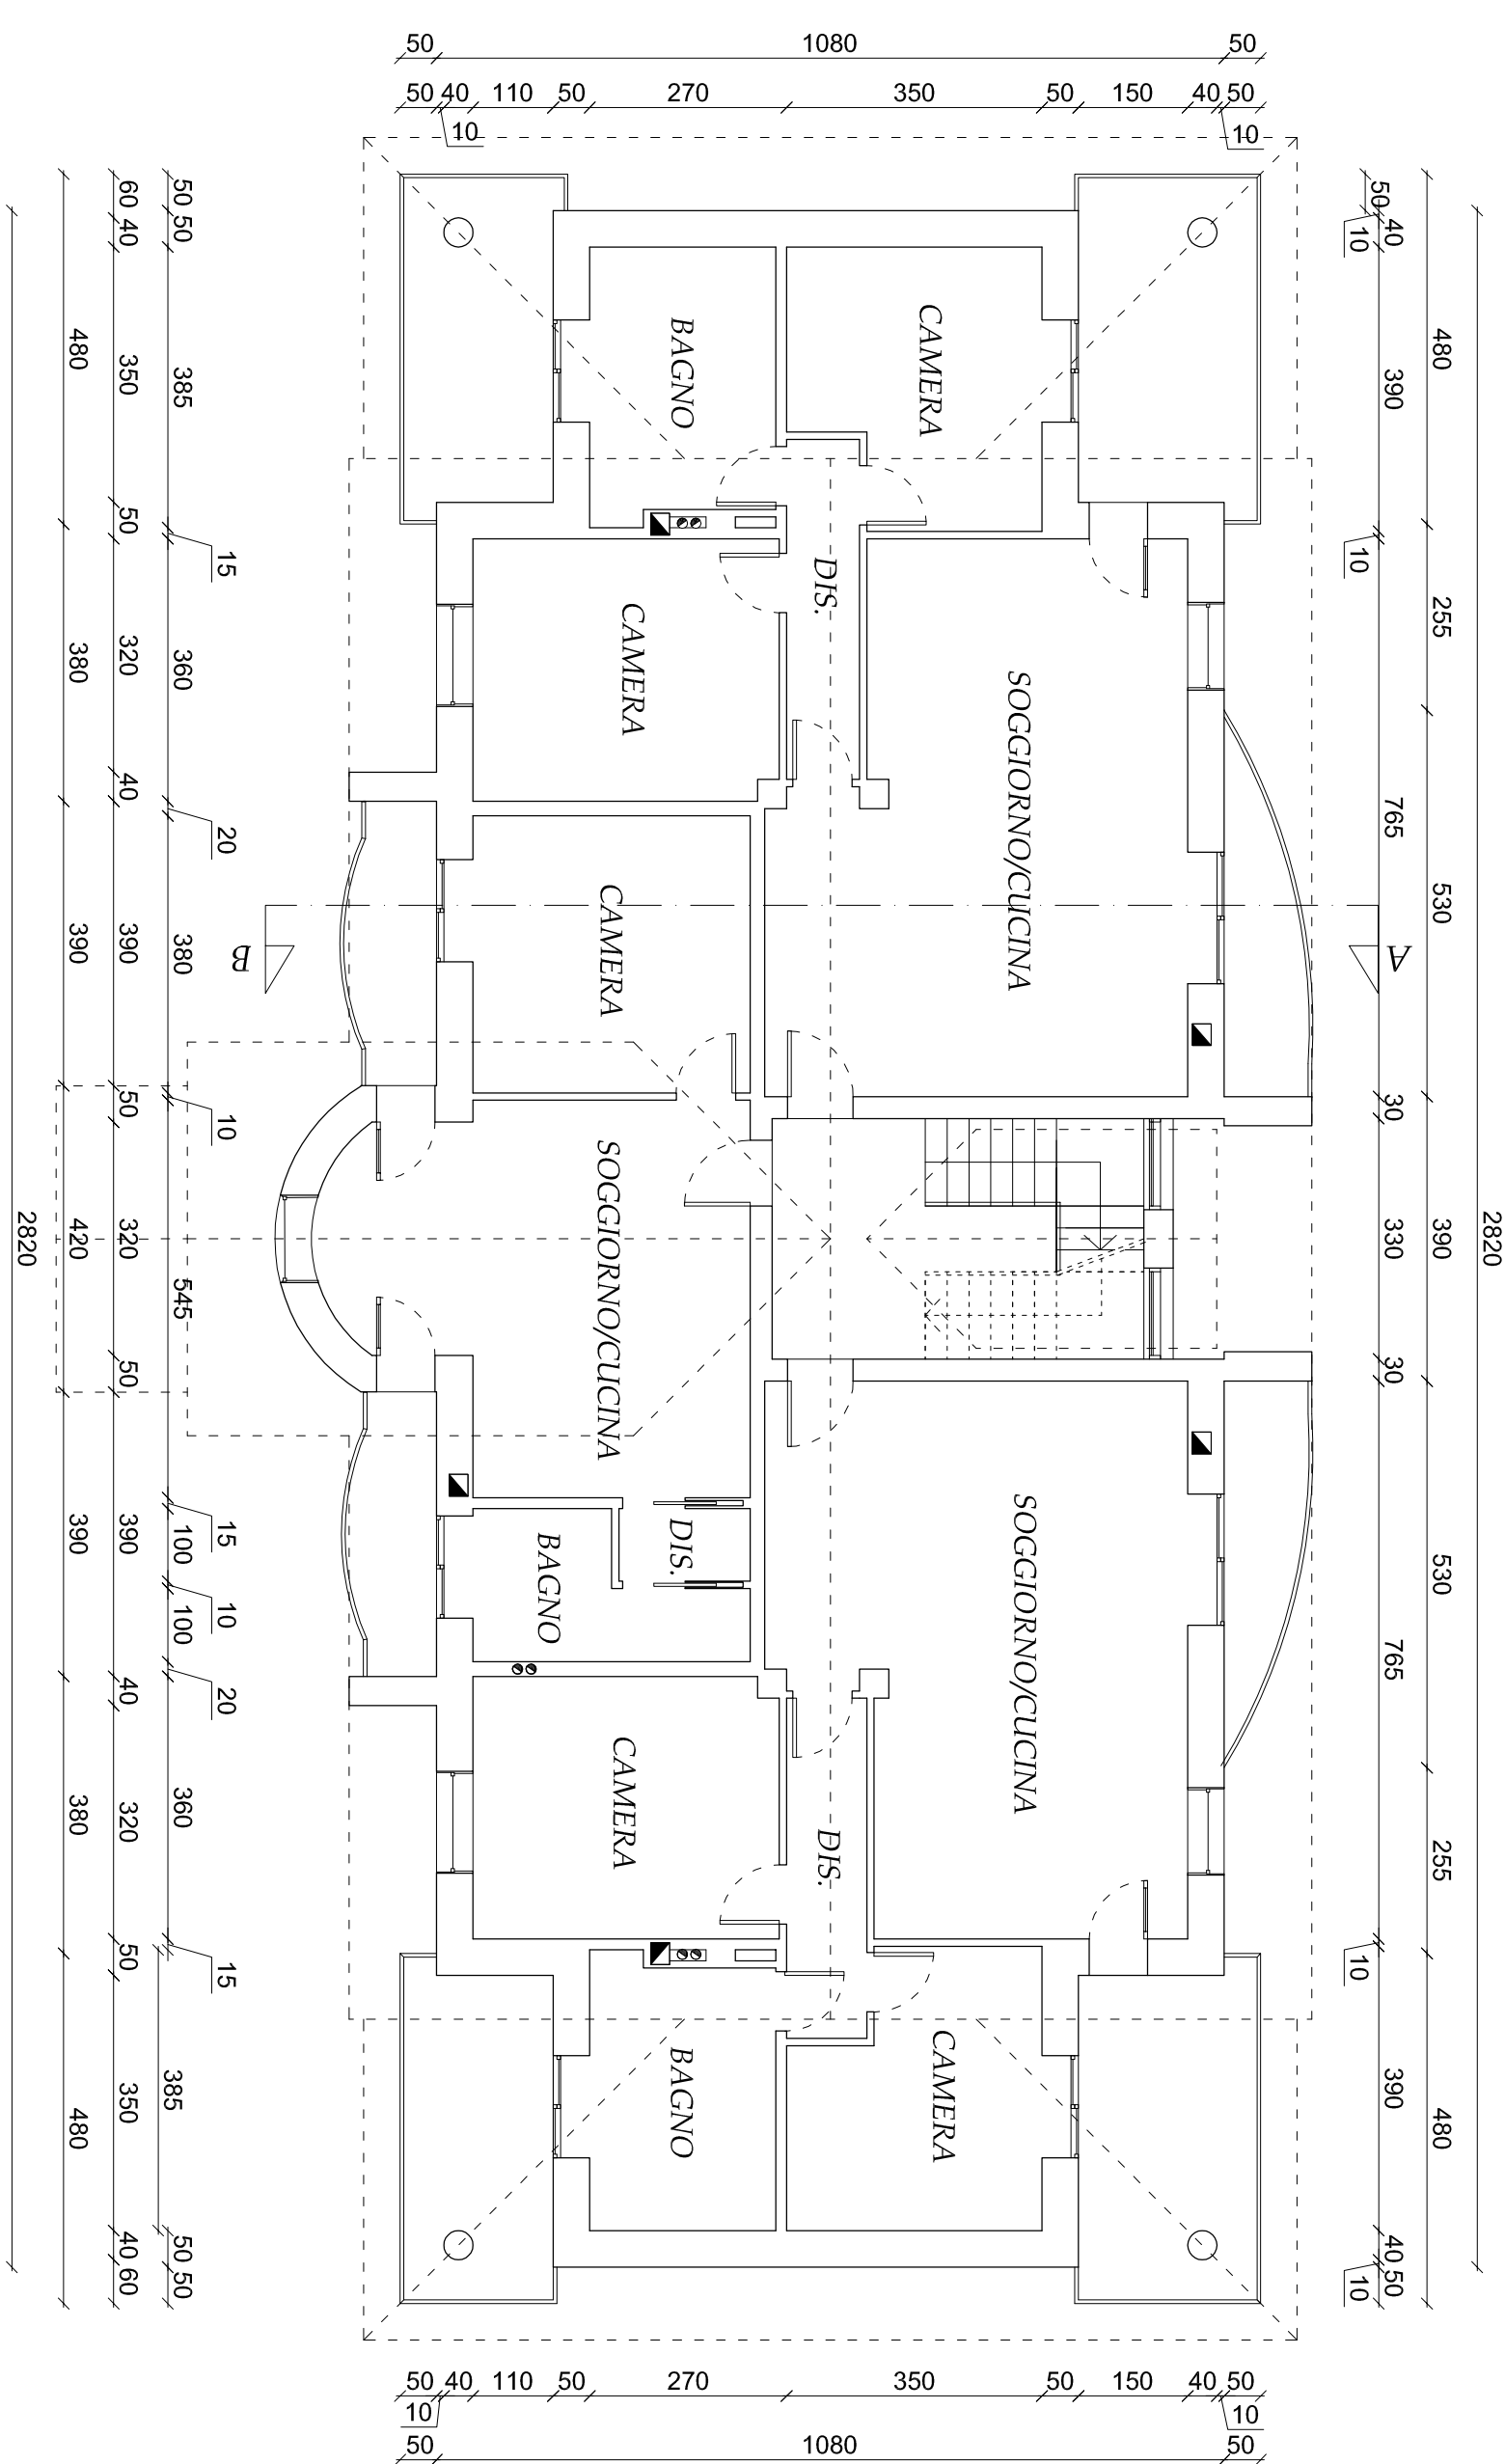 50 1080 50
50 40 110 50 270 350 50 150 40 50
10 10
2820
480 380 390 420 390 380 480
60 40 350 50 320 40 390 50 320 50 390 40 320 50 350 40 60
50 50 385 360 380 545 100 100 360 385 50 50
15 20 10 15 10 20 15
B
BAGNO
CAMERA
CAMERA
DIS.
SOGGIORNO/CUCINA
CAMERA
SOGGIORNO/CUCINA
BAGNO
DIS.
SOGGIORNO/CUCINA
CAMERA
DIS.
BAGNO
CAMERA
A
10 10 10 10
50 40 390 765 30 330 30 765 390 40 50
480 255 530 390 530 255 480
2820
50 40 110 50 270 350 50 150 40 50
10 10
50 1080 50